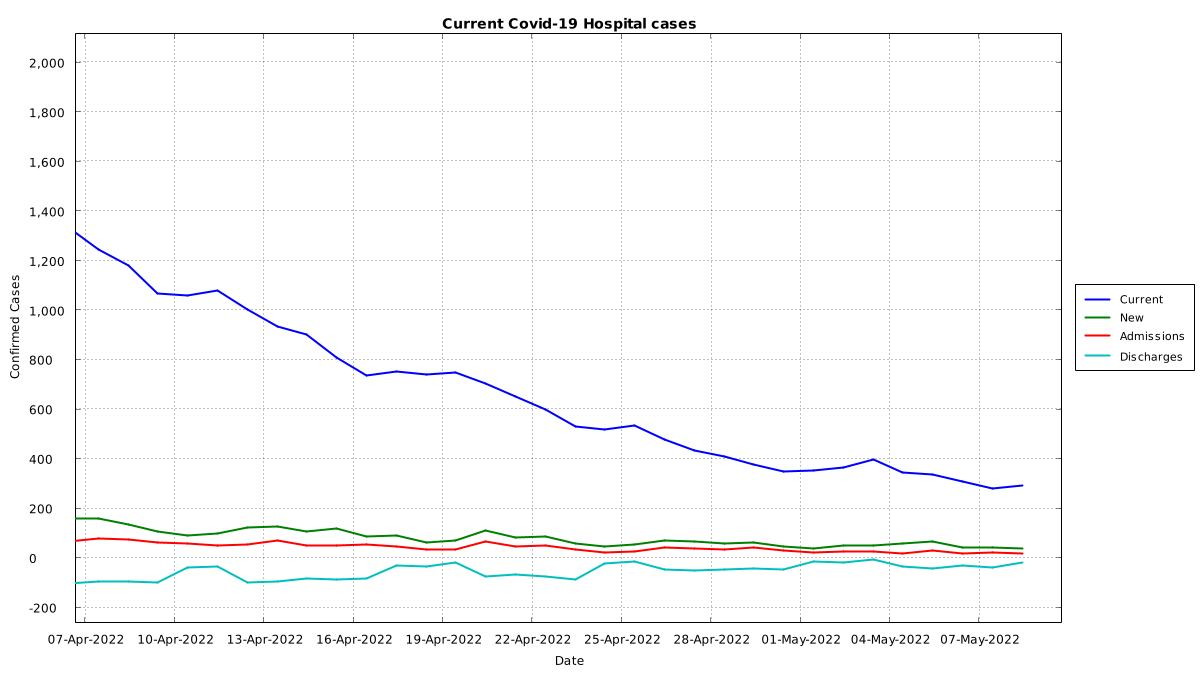 Current Covid-19 Hospital cases
2,000
1,800
1,600
1,400
1,200
1,000
800
600
400
200
0
-200
Confirmed Cases
07-Apr-2022 10-Apr-2022 13-Apr-2022 16-Apr-2022 19-Apr-2022 22-Apr-2022 25-Apr-2022 28-Apr-2022 01-May-2022 04-May-2022 07-May-2022
Date
Current
New
Admissions
Discharges